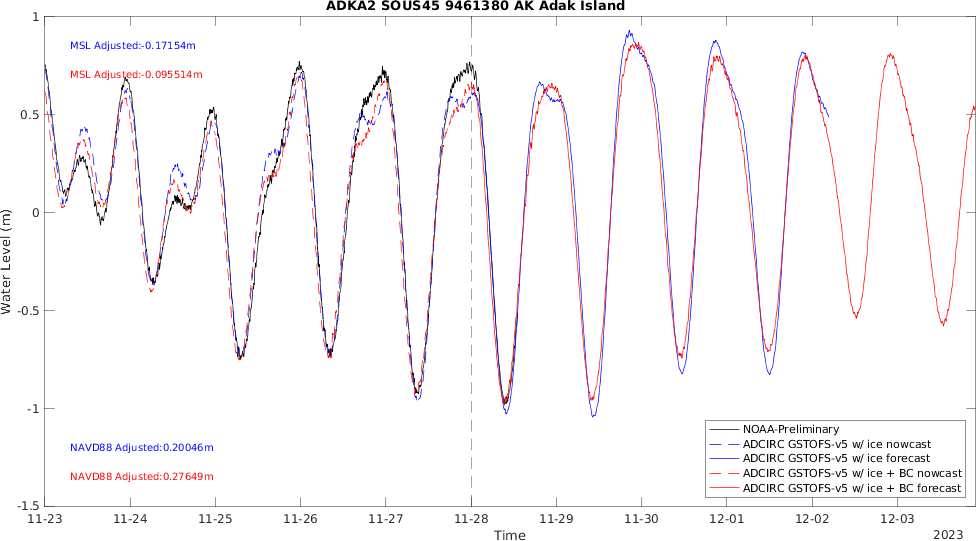 ADKA2 SOUS45 9461380 AK Adak Island
1
0.5
0
-0.5
-1
-1.5
Water Level (m)
MSL Adjusted:-0.17154m
MSL Adjusted:-0.095514m
NAVD88 Adjusted:0.20046m
NAVD88 Adjusted:0.27649m
NOAA-Preliminary
ADCIRC GSTOFS-v5 w/ ice nowcast
ADCIRC GSTOFS-v5 w/ ice forecast
ADCIRC GSTOFS-v5 w/ ice + BC nowcast
ADCIRC GSTOFS-v5 w/ ice + BC forecast
11-23 11-24 11-25 11-26 11-27 11-28 11-29 11-30 12-01 12-02 12-03
Time
2023